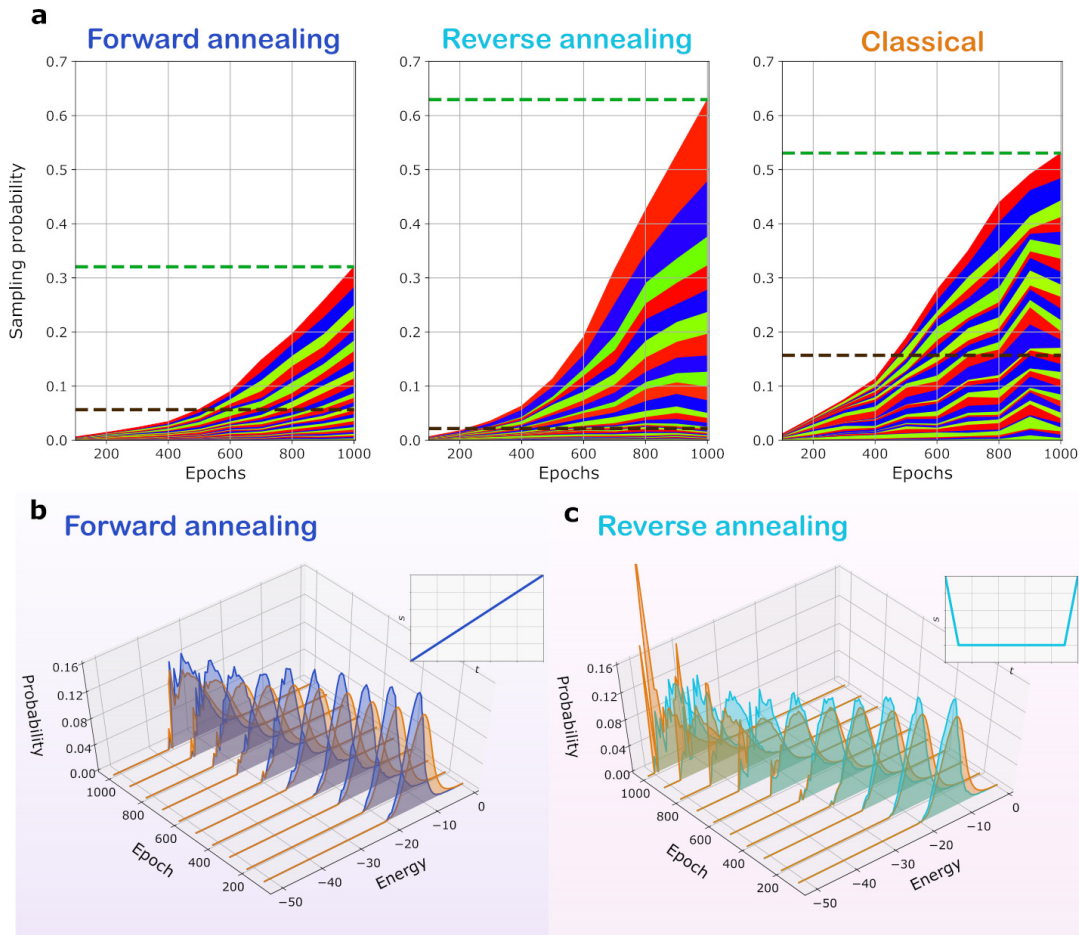 a
Forward annealing
Reverse annealing
Classical
Sampling probability
0.7
0.6
0.5
0.4
0.3
0.2
0.1
0.0
200 400 600 800 1000
Epochs
0.7
0.6
0.5
0.4
0.3
0.2
0.1
0.0
200 400 600 800 1000
Epochs
0.7
0.6
0.5
0.4
0.3
0.2
0.1
0.0
200 400 600 800 1000
Epochs
b
Forward annealing
s
t
Probability
0.16
0.12
0.08
0.04
0.00
1000
800
600
400
200
Epoch
−50
−40
−30
−20
−10
0
Energy
c
Reverse annealing
s
t
Probability
0.16
0.12
0.08
0.04
0.00
1000
800
600
400
200
Epoch
−50
−40
−30
−20
−10
0
Energy